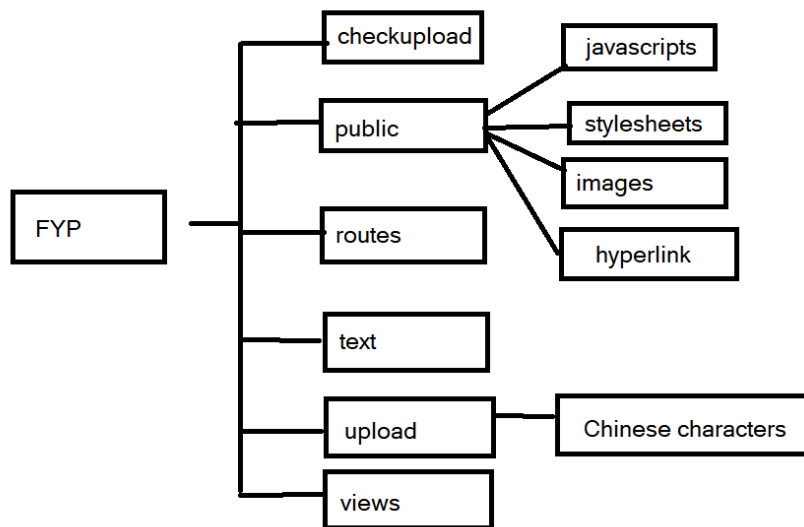 checkupload
javascripts
public
stylesheets
images
FYP
routes
hyperlink
text
upload
Chinese characters
views